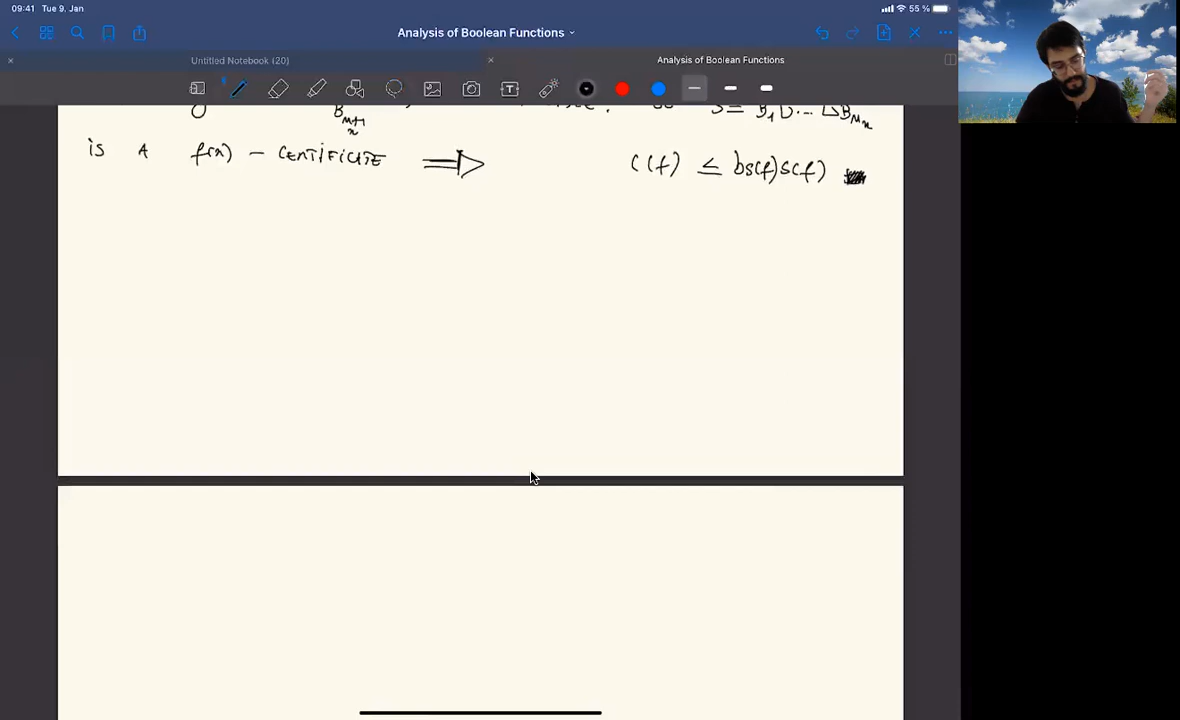 09:41 Tue 9. Jan
55 %
Analysis of Boolean Functions
Untitled Notebook (20)
Analysis of Boolean Functions
is A f(x) - CERTIFICATE ⟹ C(f) ≤ bs(f)s(f)